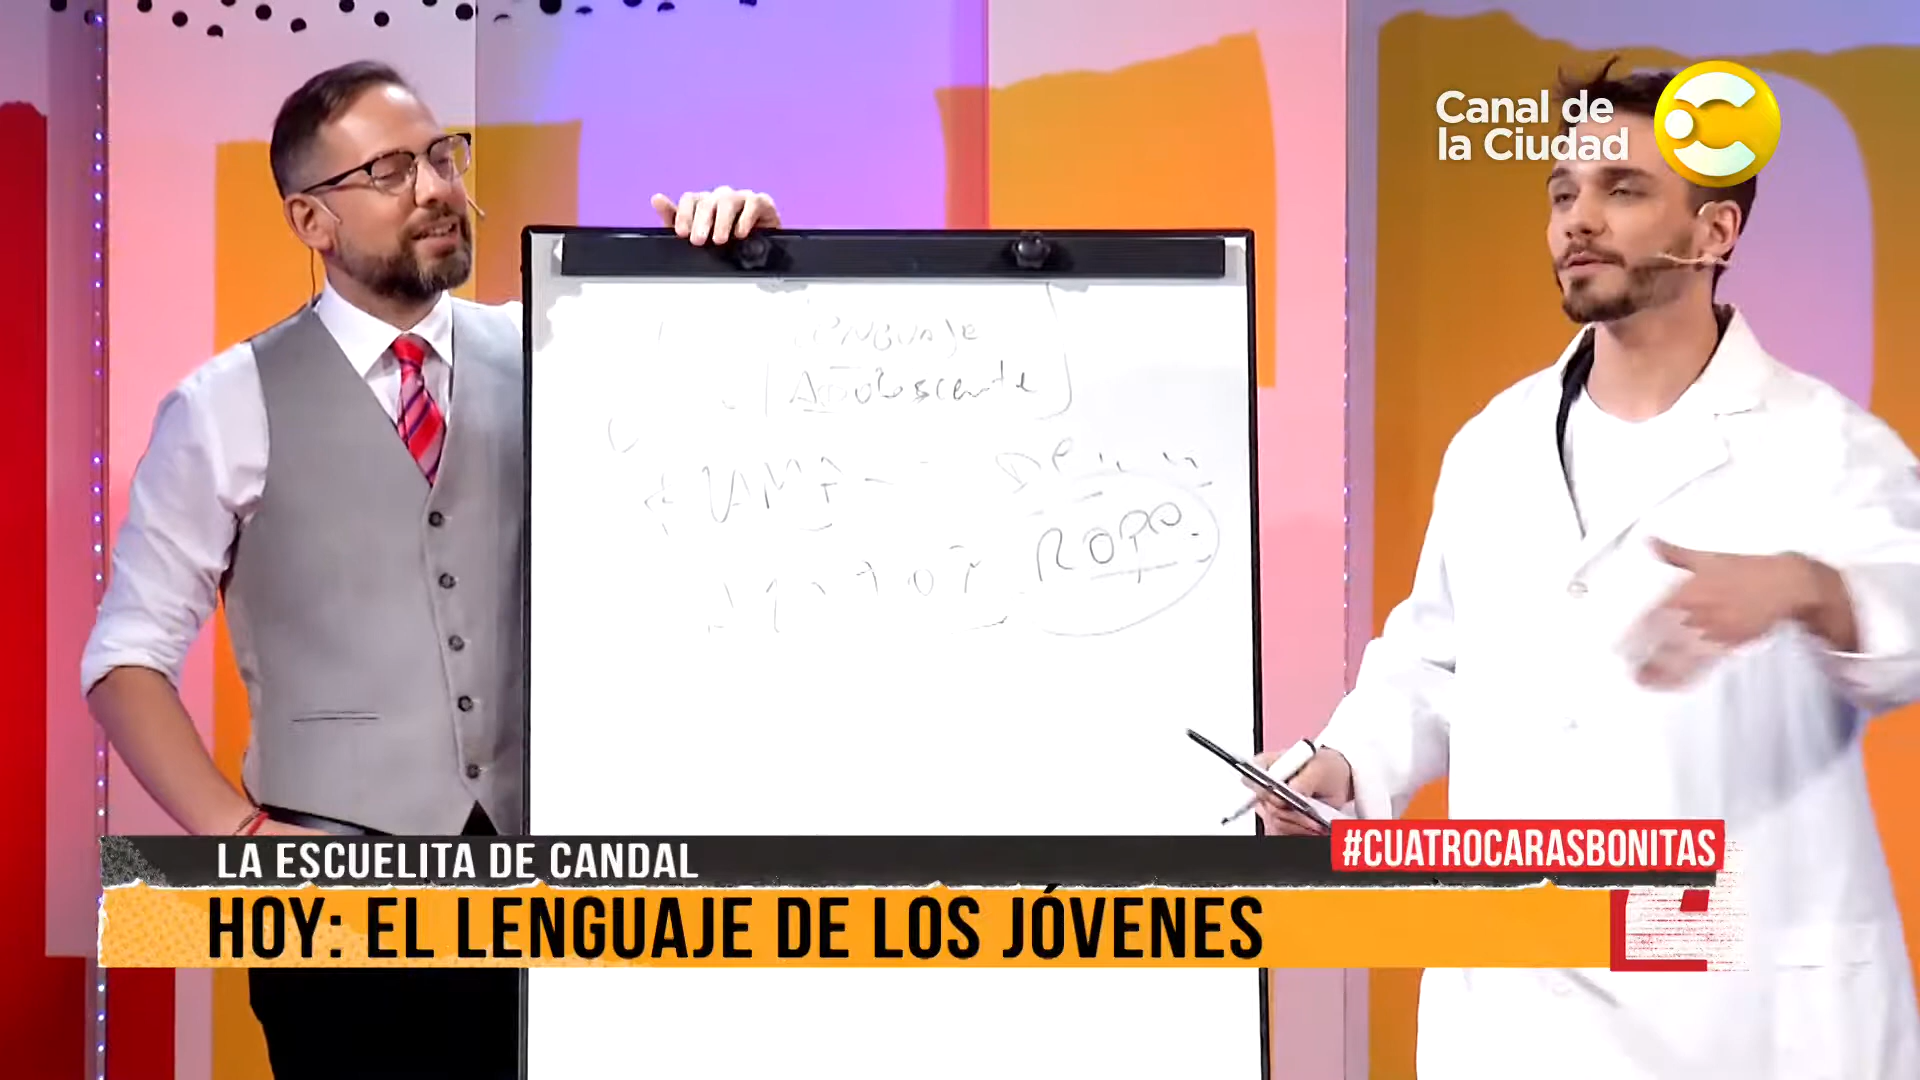 Canal de
la Ciudad
Lenguaje
Adolescente
ROPA
#CUATROCARASBONITAS
LA ESCUELITA DE CANDAL
HOY: EL LENGUAJE DE LOS JÓVENES